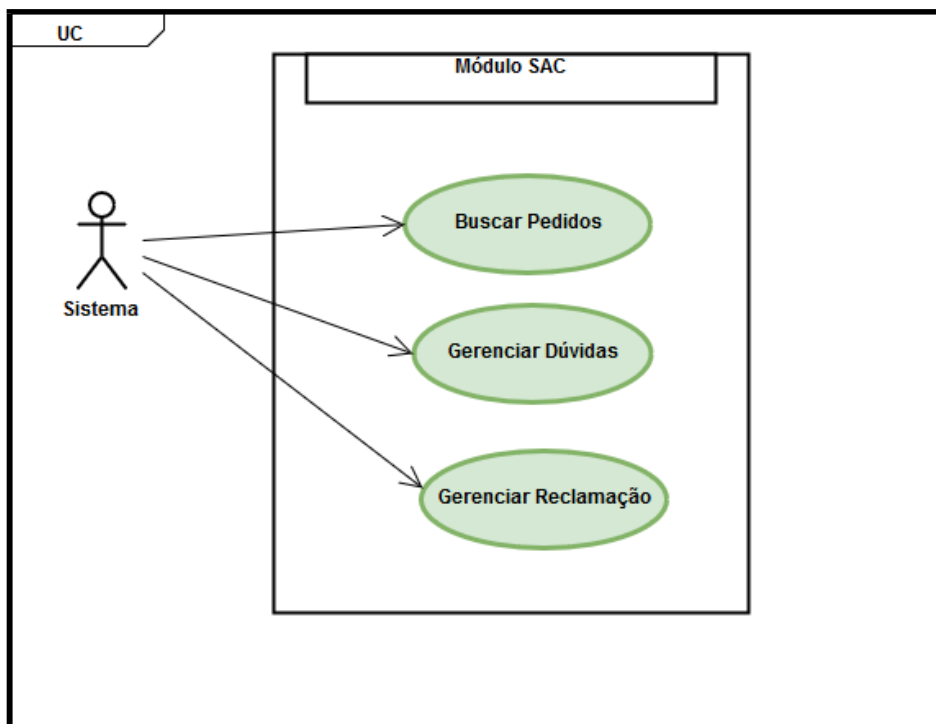 UC
Módulo SAC
Buscar Pedidos
Sistema
Gerenciar Dúvidas
Gerenciar Reclamação